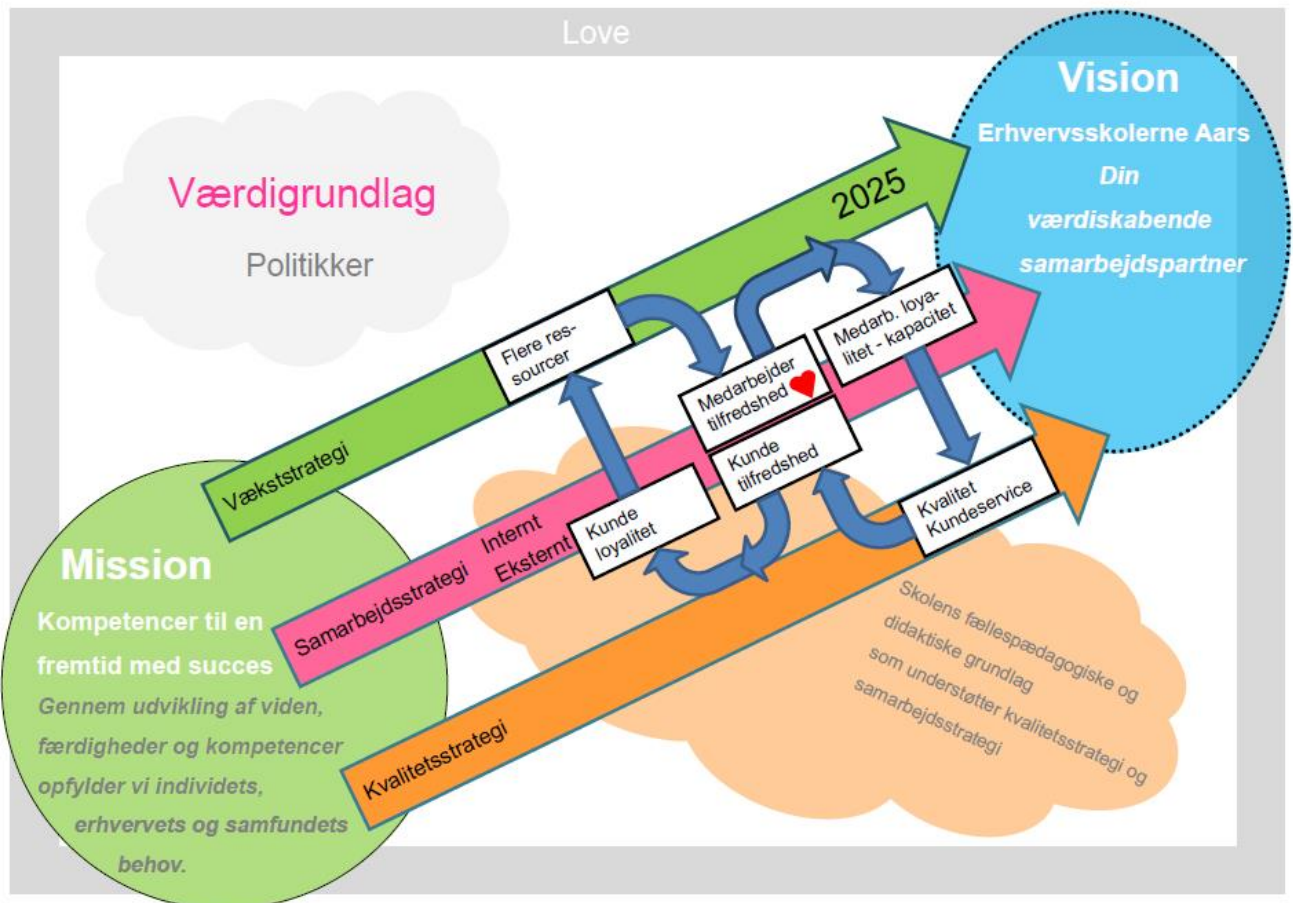 Love
Vision
Erhvervsskolerne Aars
Din
værdiskabende
samarbejdspartner
Værdigrundlag
Politikker
2025
Vækststrategi
Flere res-
sourcer
Medarbejder
tilfredshed
Medarb. loya-
litet - kapacitet
Kunde
tilfredshed
Kunde
loyalitet
Kvalitet
Kundeservice
Samarbejdsstrategi
Internt
Eksternt
Kvalitetsstrategi
Mission
Kompetencer til en
fremtid med succes
Gennem udvikling af viden,
færdigheder og kompetencer
opfylder vi individets,
erhvervets og samfundets
behov.
Skolens fællespædagogiske og
didaktiske grundlag
som understøtter kvalitetsstrategi og
samarbejdsstrategi